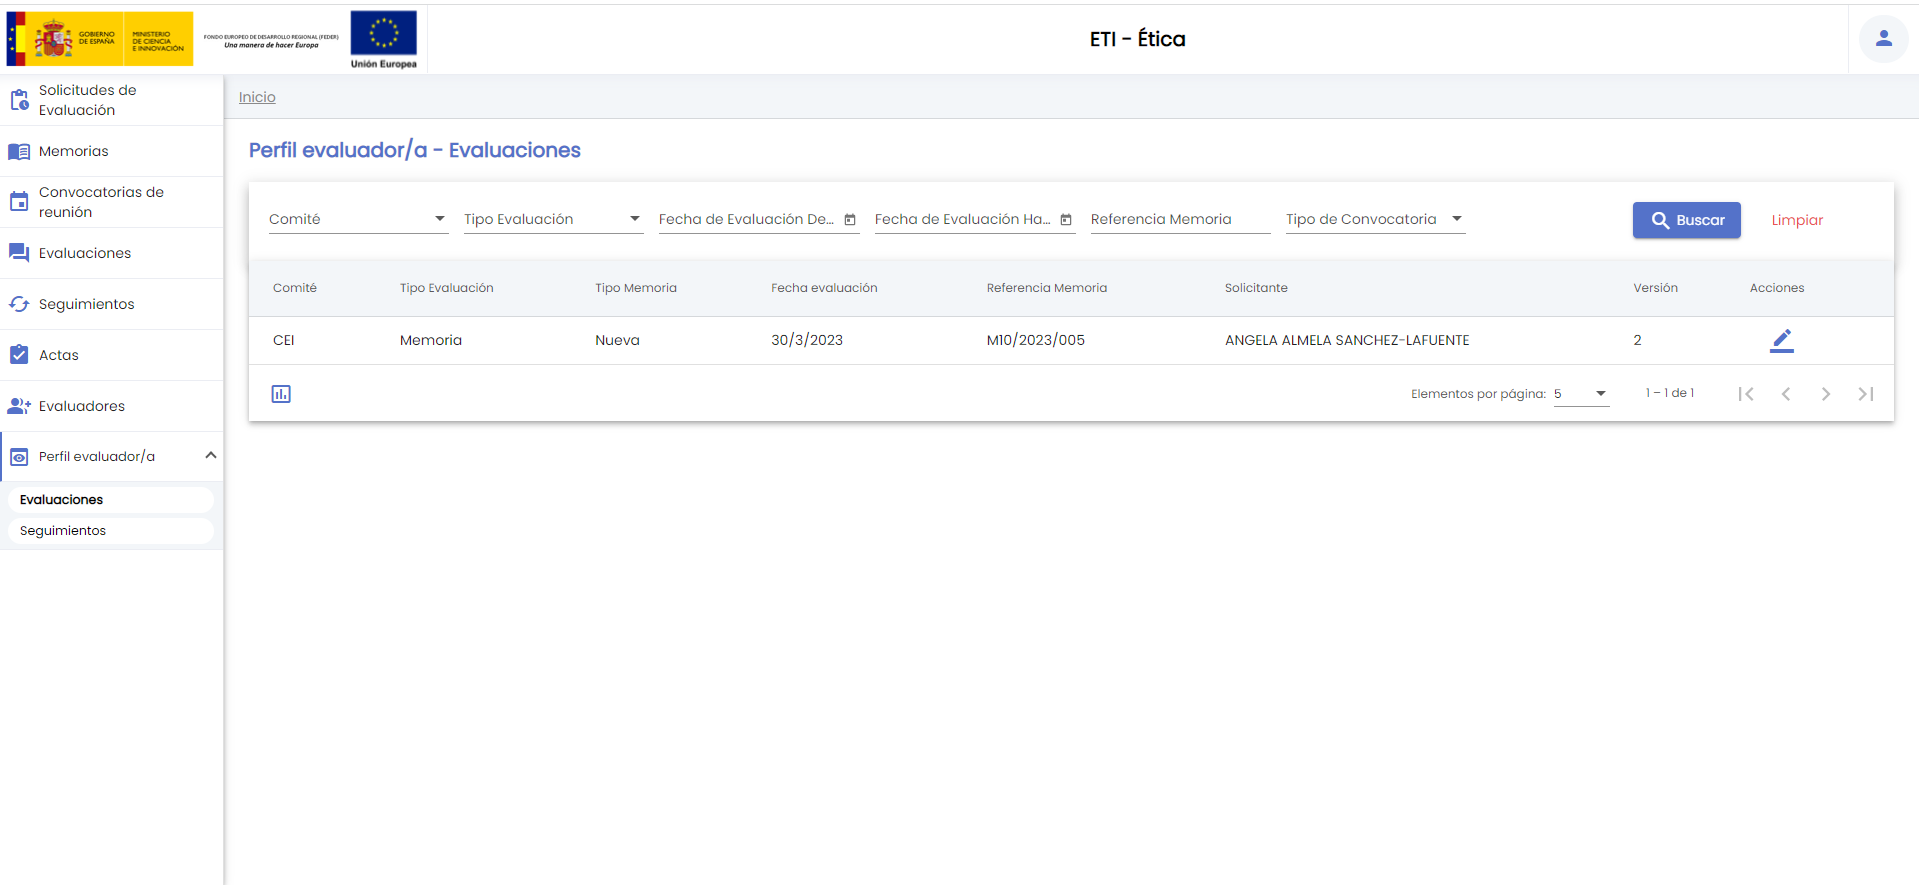 GOBIERNO
DE ESPAÑA
MINISTERIO
DE CIENCIA
E INNOVACIÓN
FONDO EUROPEO DE DESARROLLO REGIONAL (FEDER)
Una manera de hacer Europa
Unión Europea
ETI - Ética
Solicitudes de
Evaluación
Memorias
Convocatorias de
reunión
Evaluaciones
Seguimientos
Actas
Evaluadores
Perfil evaluador/a
Evaluaciones
Seguimientos
Inicio
Perfil evaluador/a - Evaluaciones
Comité Tipo Evaluación Fecha de Evaluación De... Fecha de Evaluación Ha... Referencia Memoria Tipo de Convocatoria Buscar Limpiar
Comité Tipo Evaluación Tipo Memoria Fecha evaluación Referencia Memoria Solicitante Versión Acciones
CEI Memoria Nueva 30/3/2023 M10/2023/005 ANGELA ALMELA SANCHEZ-LAFUENTE 2
Elementos por página: 5 1 – 1 de 1